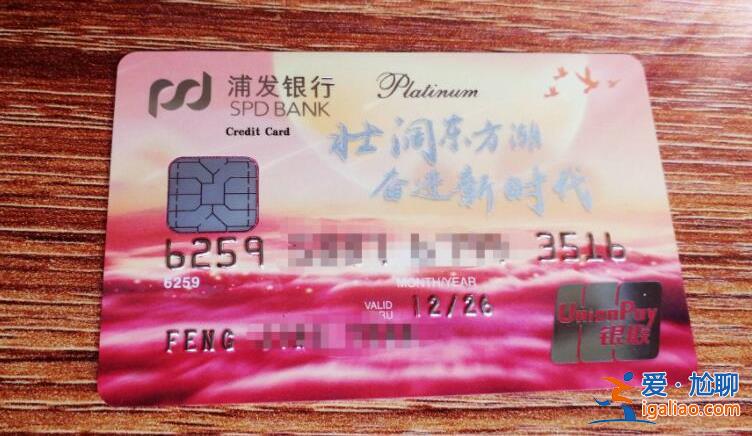 浦发银行
SPD BANK
Credit Card
Platinum
壮阔东方潮
奋进新时代
6259 3516
6259
MONTH/YEAR
VALID
RU
12/26
FENG
UnionPay
银联
爱·尬聊
igaliao.com